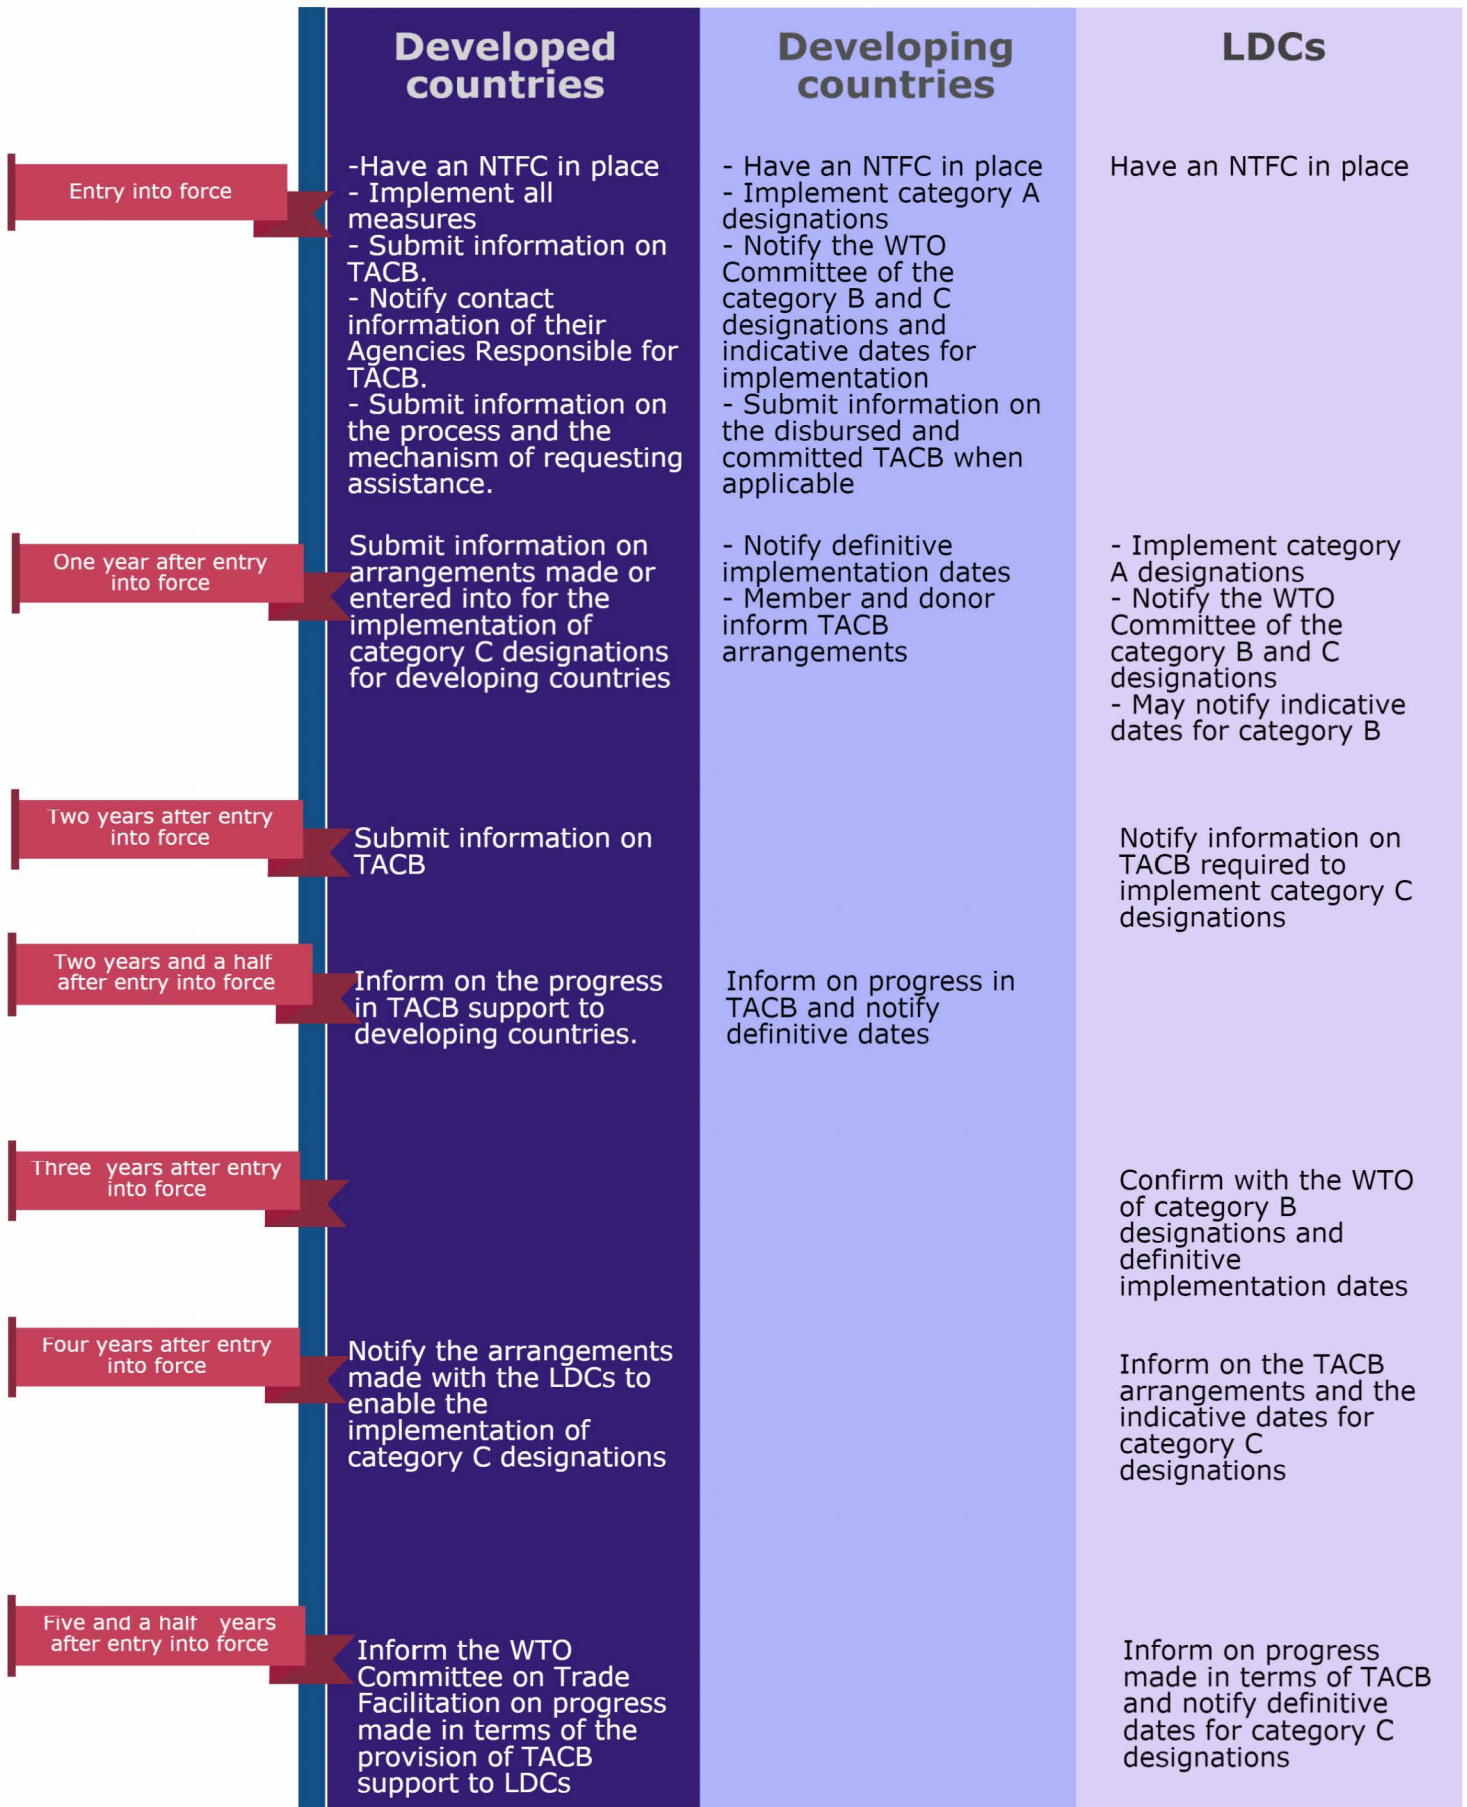 Developed
countries
Developing
countries
LDCs
Entry into force
-Have an NTFC in place
- Implement all
measures
- Submit information on
TACB.
- Notify contact
information of their
Agencies Responsible for
TACB.
- Submit information on
the process and the
mechanism of requesting
assistance.
- Have an NTFC in place
- Implement category A
designations
- Notify the WTO
Committee of the
category B and C
designations and
indicative dates for
implementation
- Submit information on
the disbursed and
committed TACB when
applicable
Have an NTFC in place
One year after entry
into force
Submit information on
arrangements made or
entered into for the
implementation of
category C designations
for developing countries
- Notify definitive
implementation dates
- Member and donor
inform TACB
arrangements
- Implement category
A designations
- Notify the WTO
Committee of the
category B and C
designations
- May notify indicative
dates for category B
Two years after entry
into force
Submit information on
TACB
Notify information on
TACB required to
implement category C
designations
Two years and a half
after entry into force
Inform on the progress
in TACB support to
developing countries.
Inform on progress in
TACB and notify
definitive dates
Three years after entry
into force
Confirm with the WTO
of category B
designations and
definitive
implementation dates
Four years after entry
into force
Notify the arrangements
made with the LDCs to
enable the
implementation of
category C designations
Inform on the TACB
arrangements and the
indicative dates for
category C
designations
Five and a half years
after entry into force
Inform the WTO
Committee on Trade
Facilitation on progress
made in terms of the
provision of TACB
support to LDCs
Inform on progress
made in terms of TACB
and notify definitive
dates for category C
designations